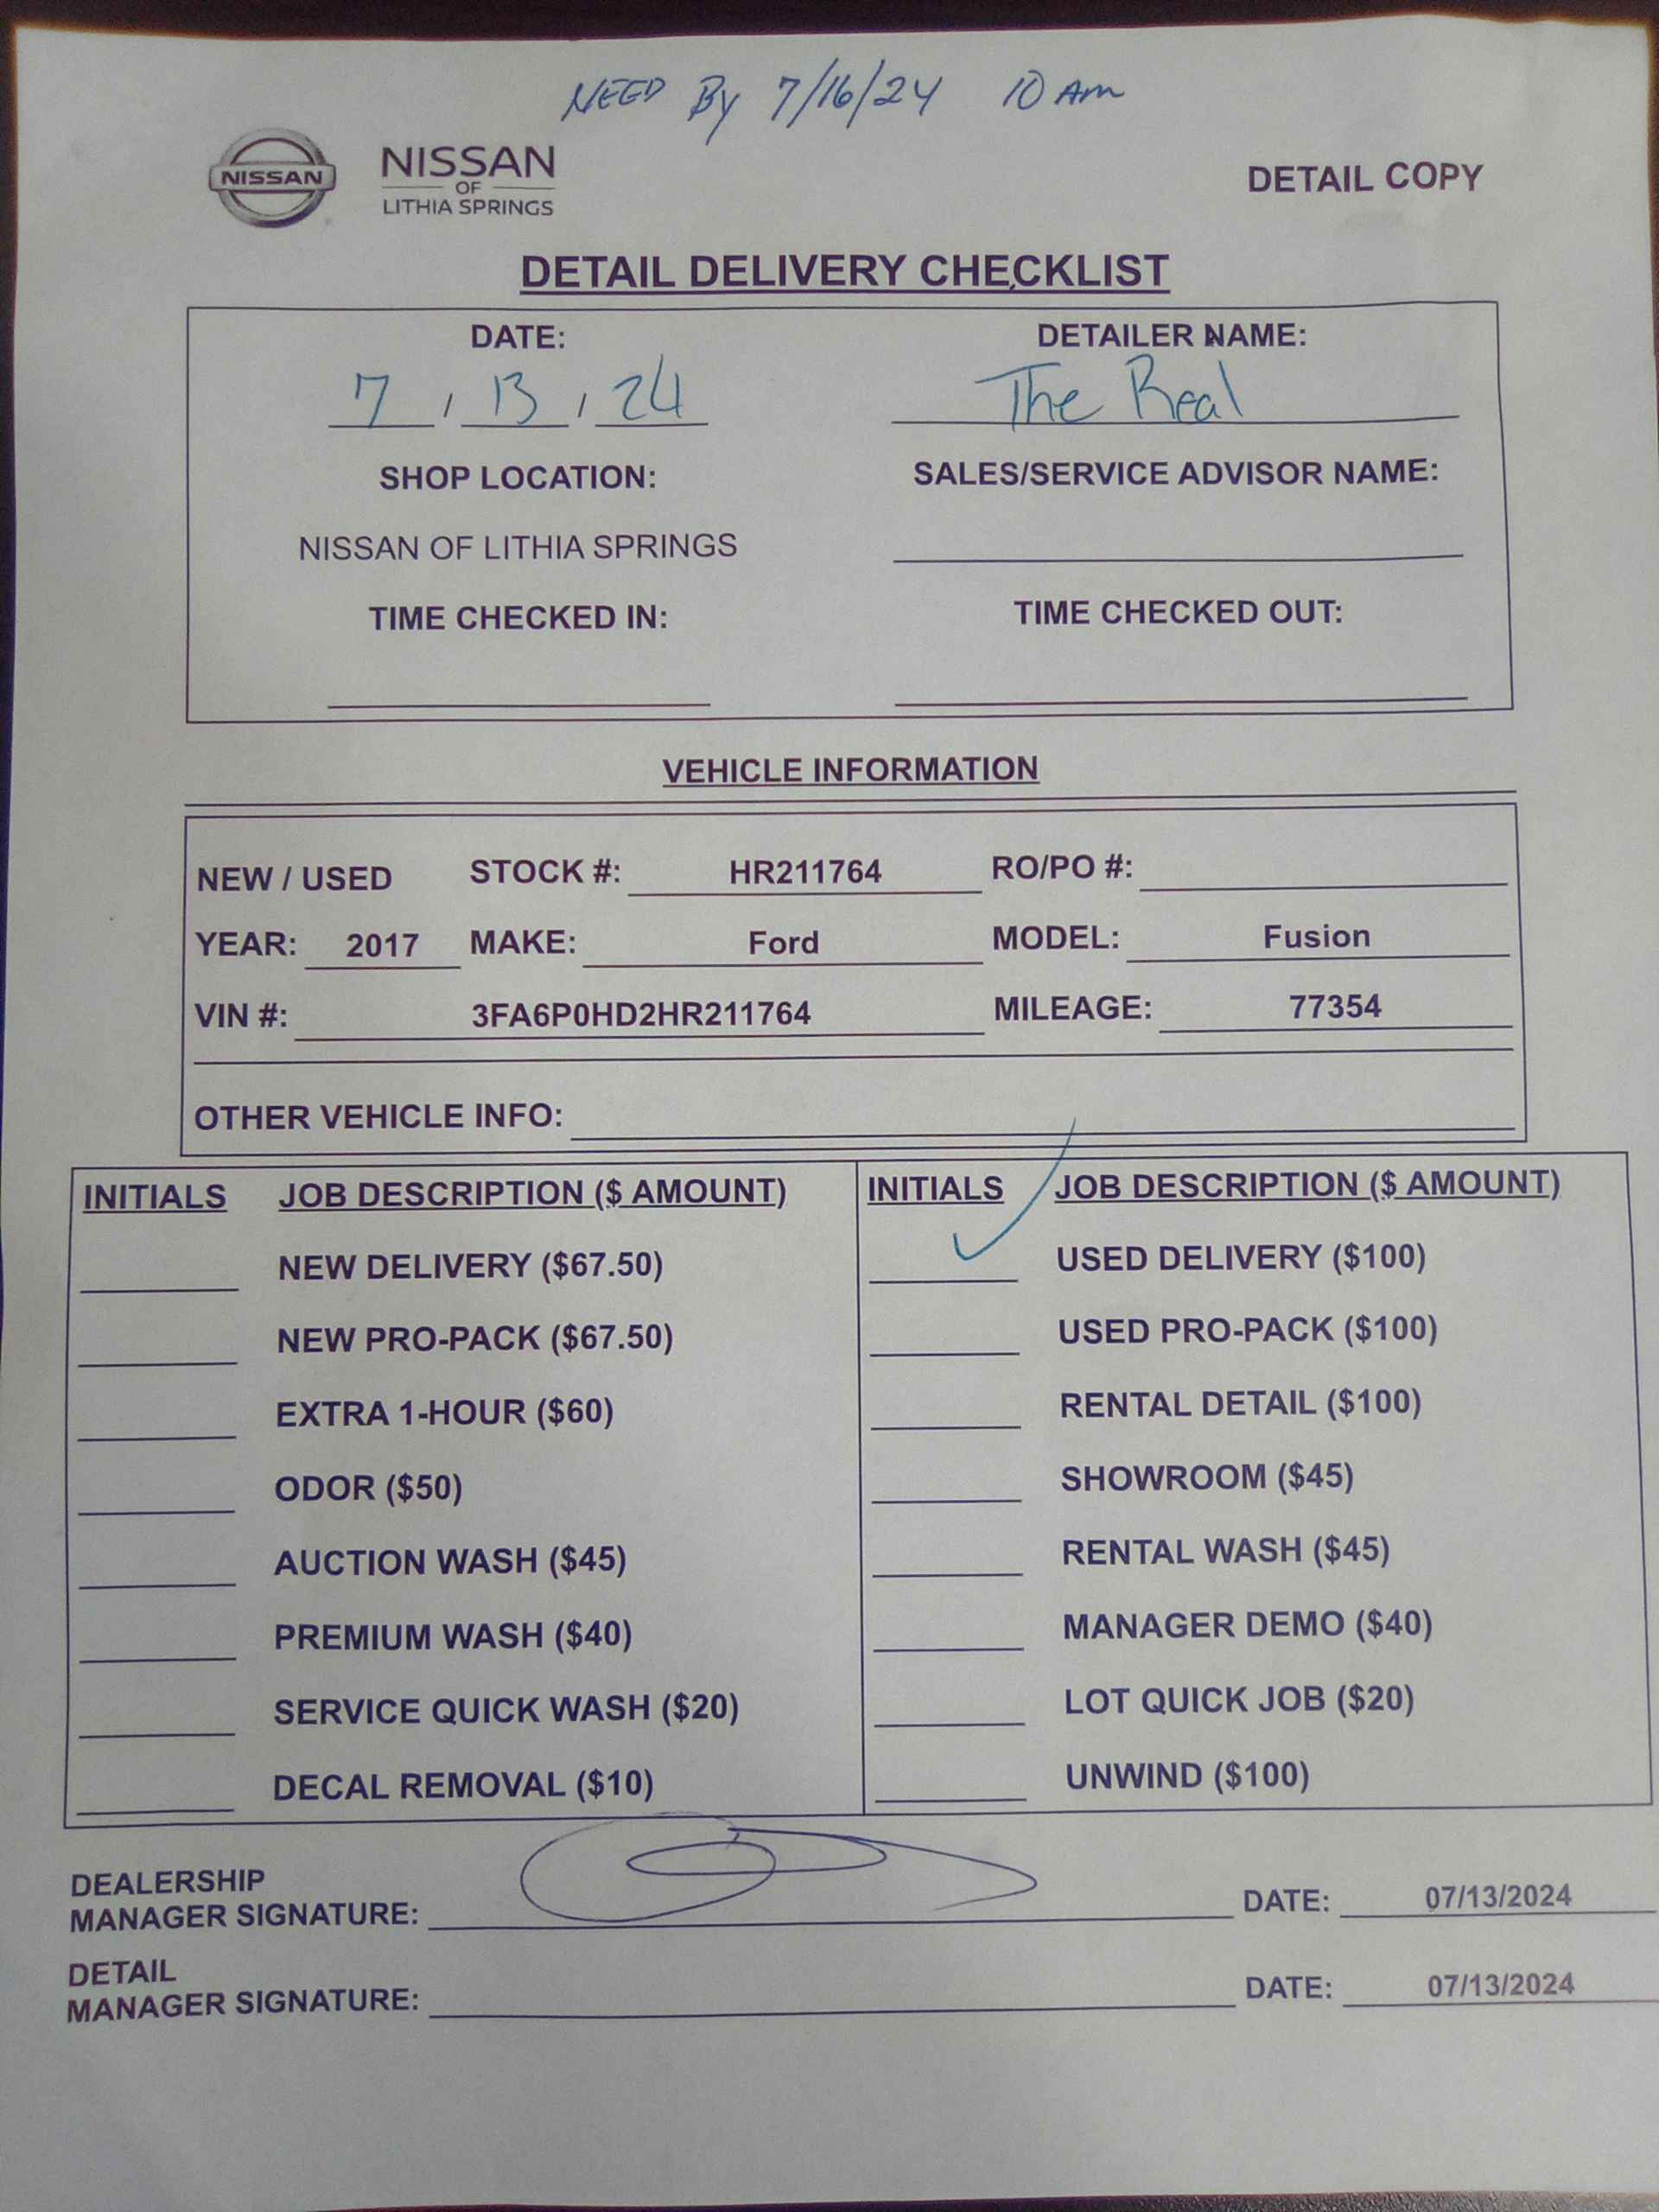 NEED By 7/16/24 10 Am
NISSAN
NISSAN
OF
LITHIA SPRINGS
DETAIL COPY
DETAIL DELIVERY CHECKLIST
DATE: DETAILER NAME:
7 / 13 / 24 The Real
SHOP LOCATION: SALES/SERVICE ADVISOR NAME:
NISSAN OF LITHIA SPRINGS
TIME CHECKED IN: TIME CHECKED OUT:
VEHICLE INFORMATION
NEW / USED STOCK #: HR211764 RO/PO #:
YEAR: 2017 MAKE: Ford MODEL: Fusion
VIN #: 3FA6P0HD2HR211764 MILEAGE: 77354
OTHER VEHICLE INFO:
INITIALS JOB DESCRIPTION ($ AMOUNT) INITIALS JOB DESCRIPTION ($ AMOUNT)
NEW DELIVERY ($67.50) USED DELIVERY ($100)
NEW PRO-PACK ($67.50) USED PRO-PACK ($100)
EXTRA 1-HOUR ($60) RENTAL DETAIL ($100)
ODOR ($50) SHOWROOM ($45)
AUCTION WASH ($45) RENTAL WASH ($45)
PREMIUM WASH ($40) MANAGER DEMO ($40)
SERVICE QUICK WASH ($20) LOT QUICK JOB ($20)
DECAL REMOVAL ($10) UNWIND ($100)
DEALERSHIP
MANAGER SIGNATURE: DATE: 07/13/2024
DETAIL
MANAGER SIGNATURE: DATE: 07/13/2024